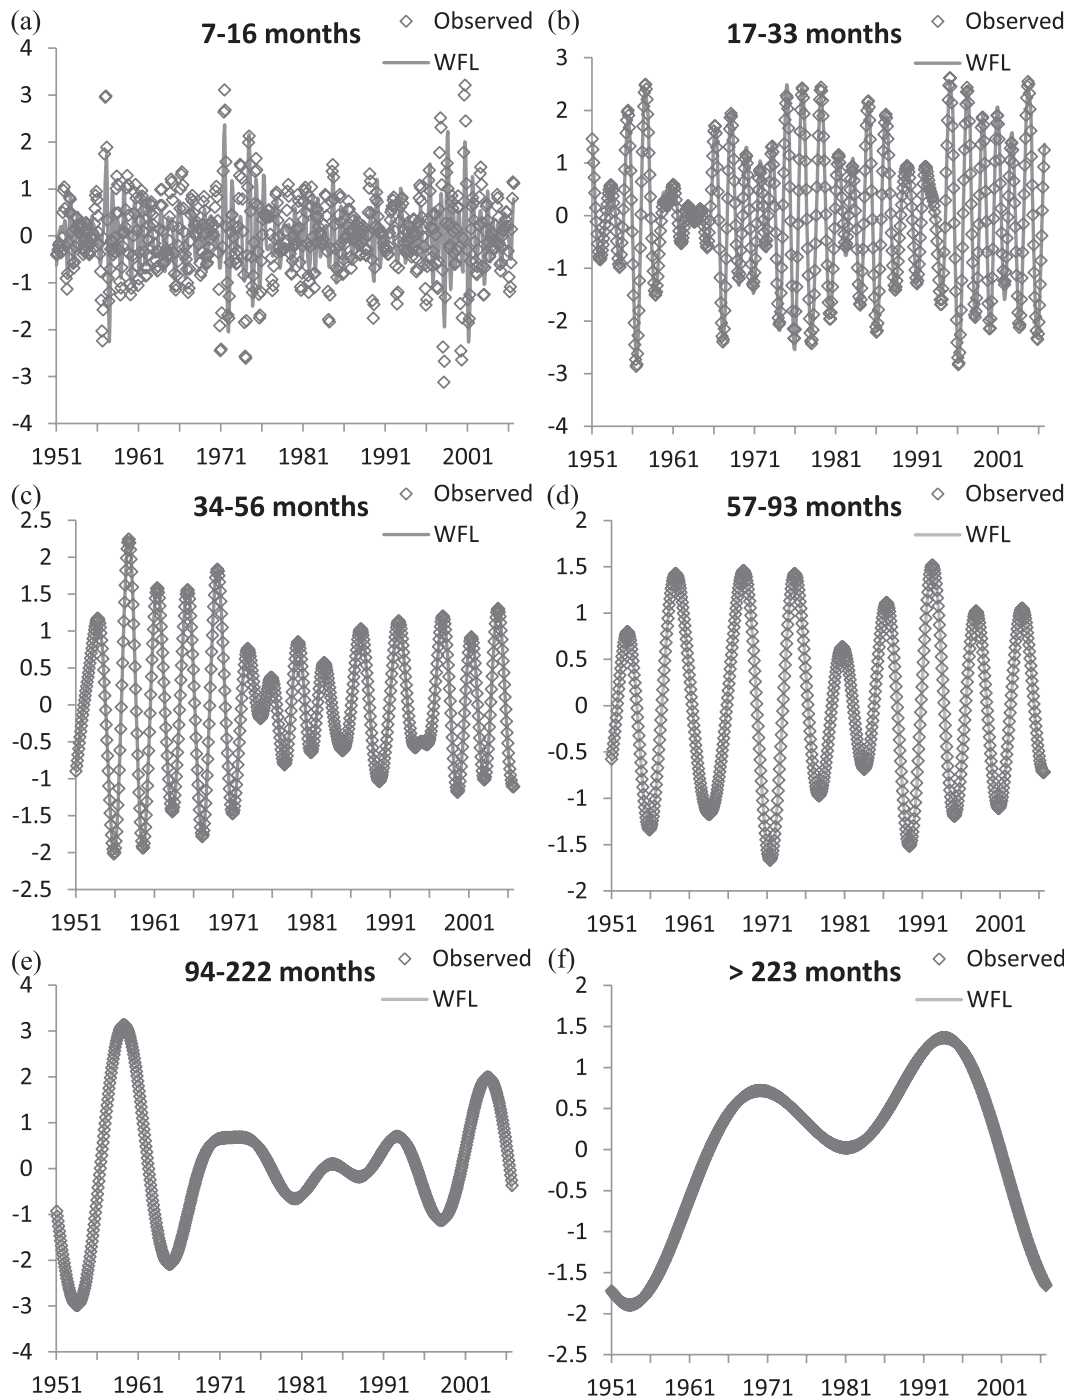 (a)
7-16 months
Observed
WFL
4
3
2
1
0
-1
-2
-3
-4
1951 1961 1971 1981 1991 2001
(b)
17-33 months
Observed
WFL
3
2
1
0
-1
-2
-3
-4
1951 1961 1971 1981 1991 2001
(c)
34-56 months
Observed
WFL
2.5
2
1.5
1
0.5
0
-0.5
-1
-1.5
-2
-2.5
1951 1961 1971 1981 1991 2001
(d)
57-93 months
Observed
WFL
2
1.5
1
0.5
0
-0.5
-1
-1.5
-2
1951 1961 1971 1981 1991 2001
(e)
94-222 months
Observed
WFL
4
3
2
1
0
-1
-2
-3
-4
1951 1961 1971 1981 1991 2001
(f)
> 223 months
Observed
WFL
2
1.5
1
0.5
0
-0.5
-1
-1.5
-2
-2.5
1951 1961 1971 1981 1991 2001